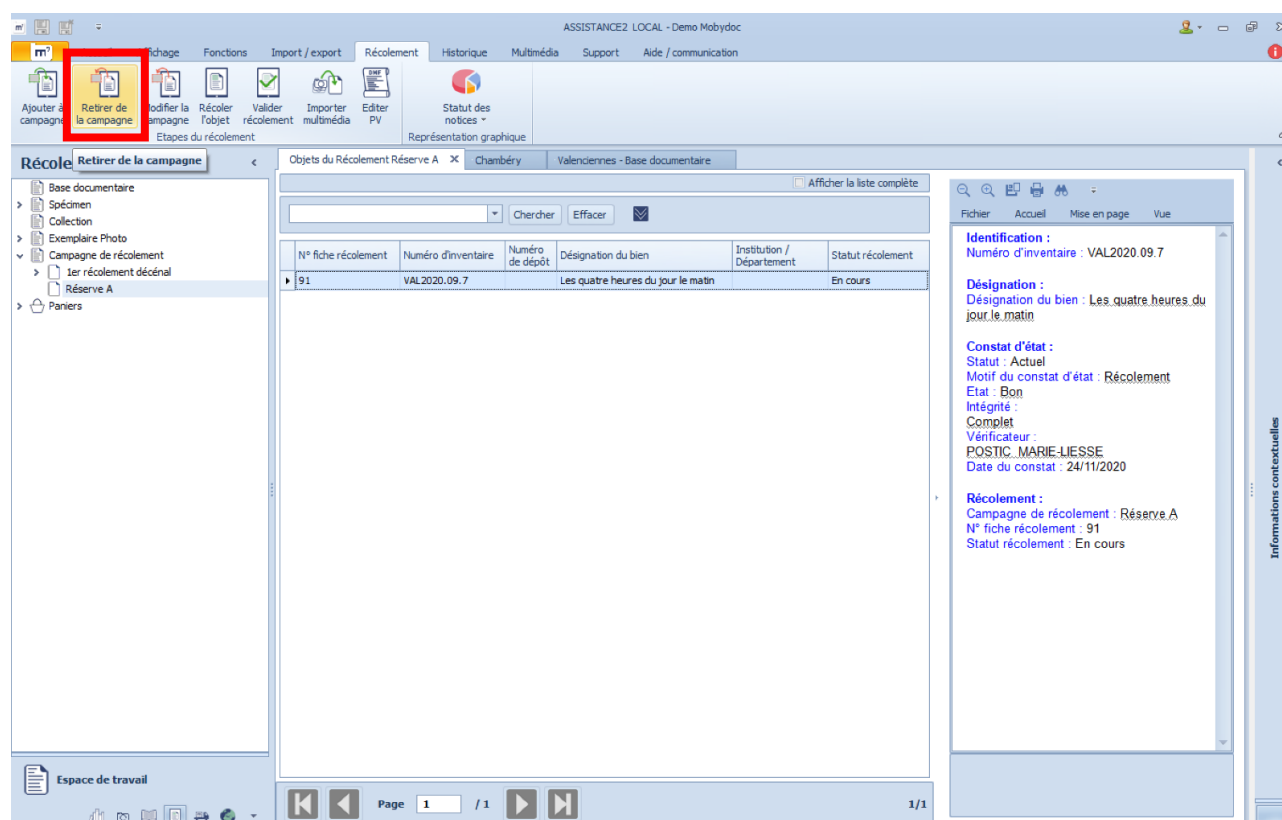 ASSISTANCE2 LOCAL - Demo Mobydoc
Fonctions Import / export Récolement Historique Multimédia Support Aide / communication
Ajouter à campagne
Retirer de la campagne
Modifier la campagne
Récoler l'objet
Valider récolement
Importer multimédia
Editer PV
Statut des notices
Etapes du récolement
Représentation graphique
Retirer de la campagne
Objets du Récolement Réserve A
Chambéry
Valenciennes - Base documentaire
Base documentaire
Spécimen
Collection
Exemplaire Photo
Campagne de récolement
1er récolement décénal
Réserve A
Paniers
Afficher la liste complète
Chercher Effacer
N° fiche récolement
Numéro d'inventaire
Numéro de dépôt
Désignation du bien
Institution / Département
Statut récolement
91 VAL2020.09.7 Les quatre heures du jour le matin En cours
Fichier Accueil Mise en page Vue
Identification :
Numéro d'inventaire : VAL2020.09.7
Désignation :
Désignation du bien : Les quatre heures du
jour le matin
Constat d'état :
Statut : Actuel
Motif du constat d'état : Récolement
Etat : Bon
Intégrité :
Complet
Vérificateur :
POSTIC MARIE-LIESSE
Date du constat : 24/11/2020
Récolement :
Campagne de récolement : Réserve A
N° fiche récolement : 91
Statut récolement : En cours
Informations contextuelles
Espace de travail
Page 1 / 1
1/1